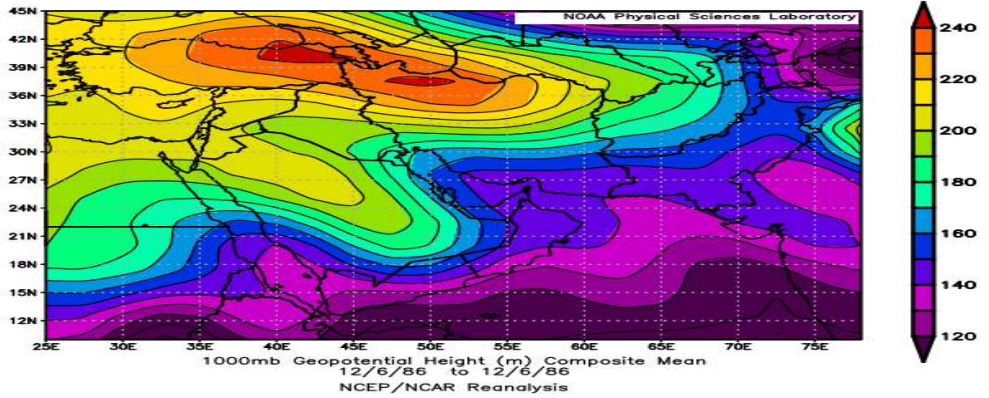 45N
NOAA Physical Sciences Laboratory
42N
39N
36N
33N
30N
27N
24N
21N
18N
15N
12N
25E 30E 35E 40E 45E 50E 55E 60E 65E 70E 75E
240
220
200
180
160
140
120
1000mb Geopotential Height (m) Composite Mean
12/6/86 to 12/6/86
NCEP/NCAR Reanalysis